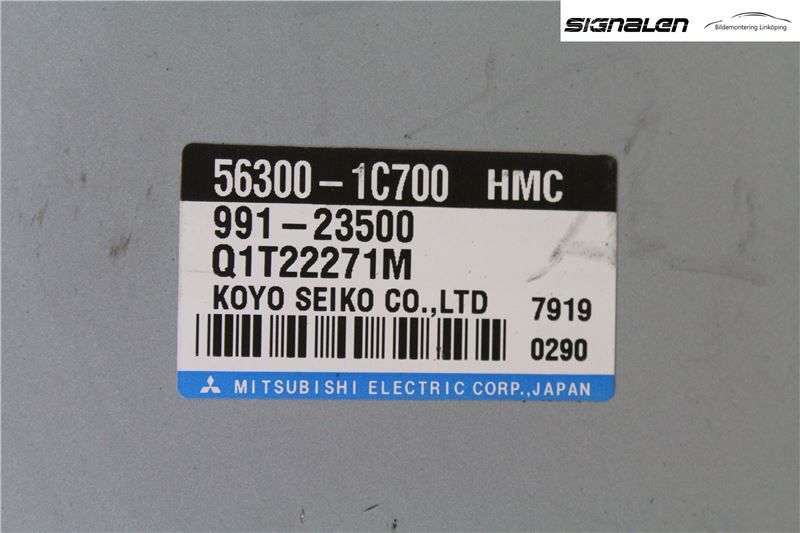 SIGNALEN
Bildemontering Linköping
56300-1C700 HMC
991-23500
Q1T22271M
KOYO SEIKO CO.,LTD 7919
0290
MITSUBISHI ELECTRIC CORP.,JAPAN